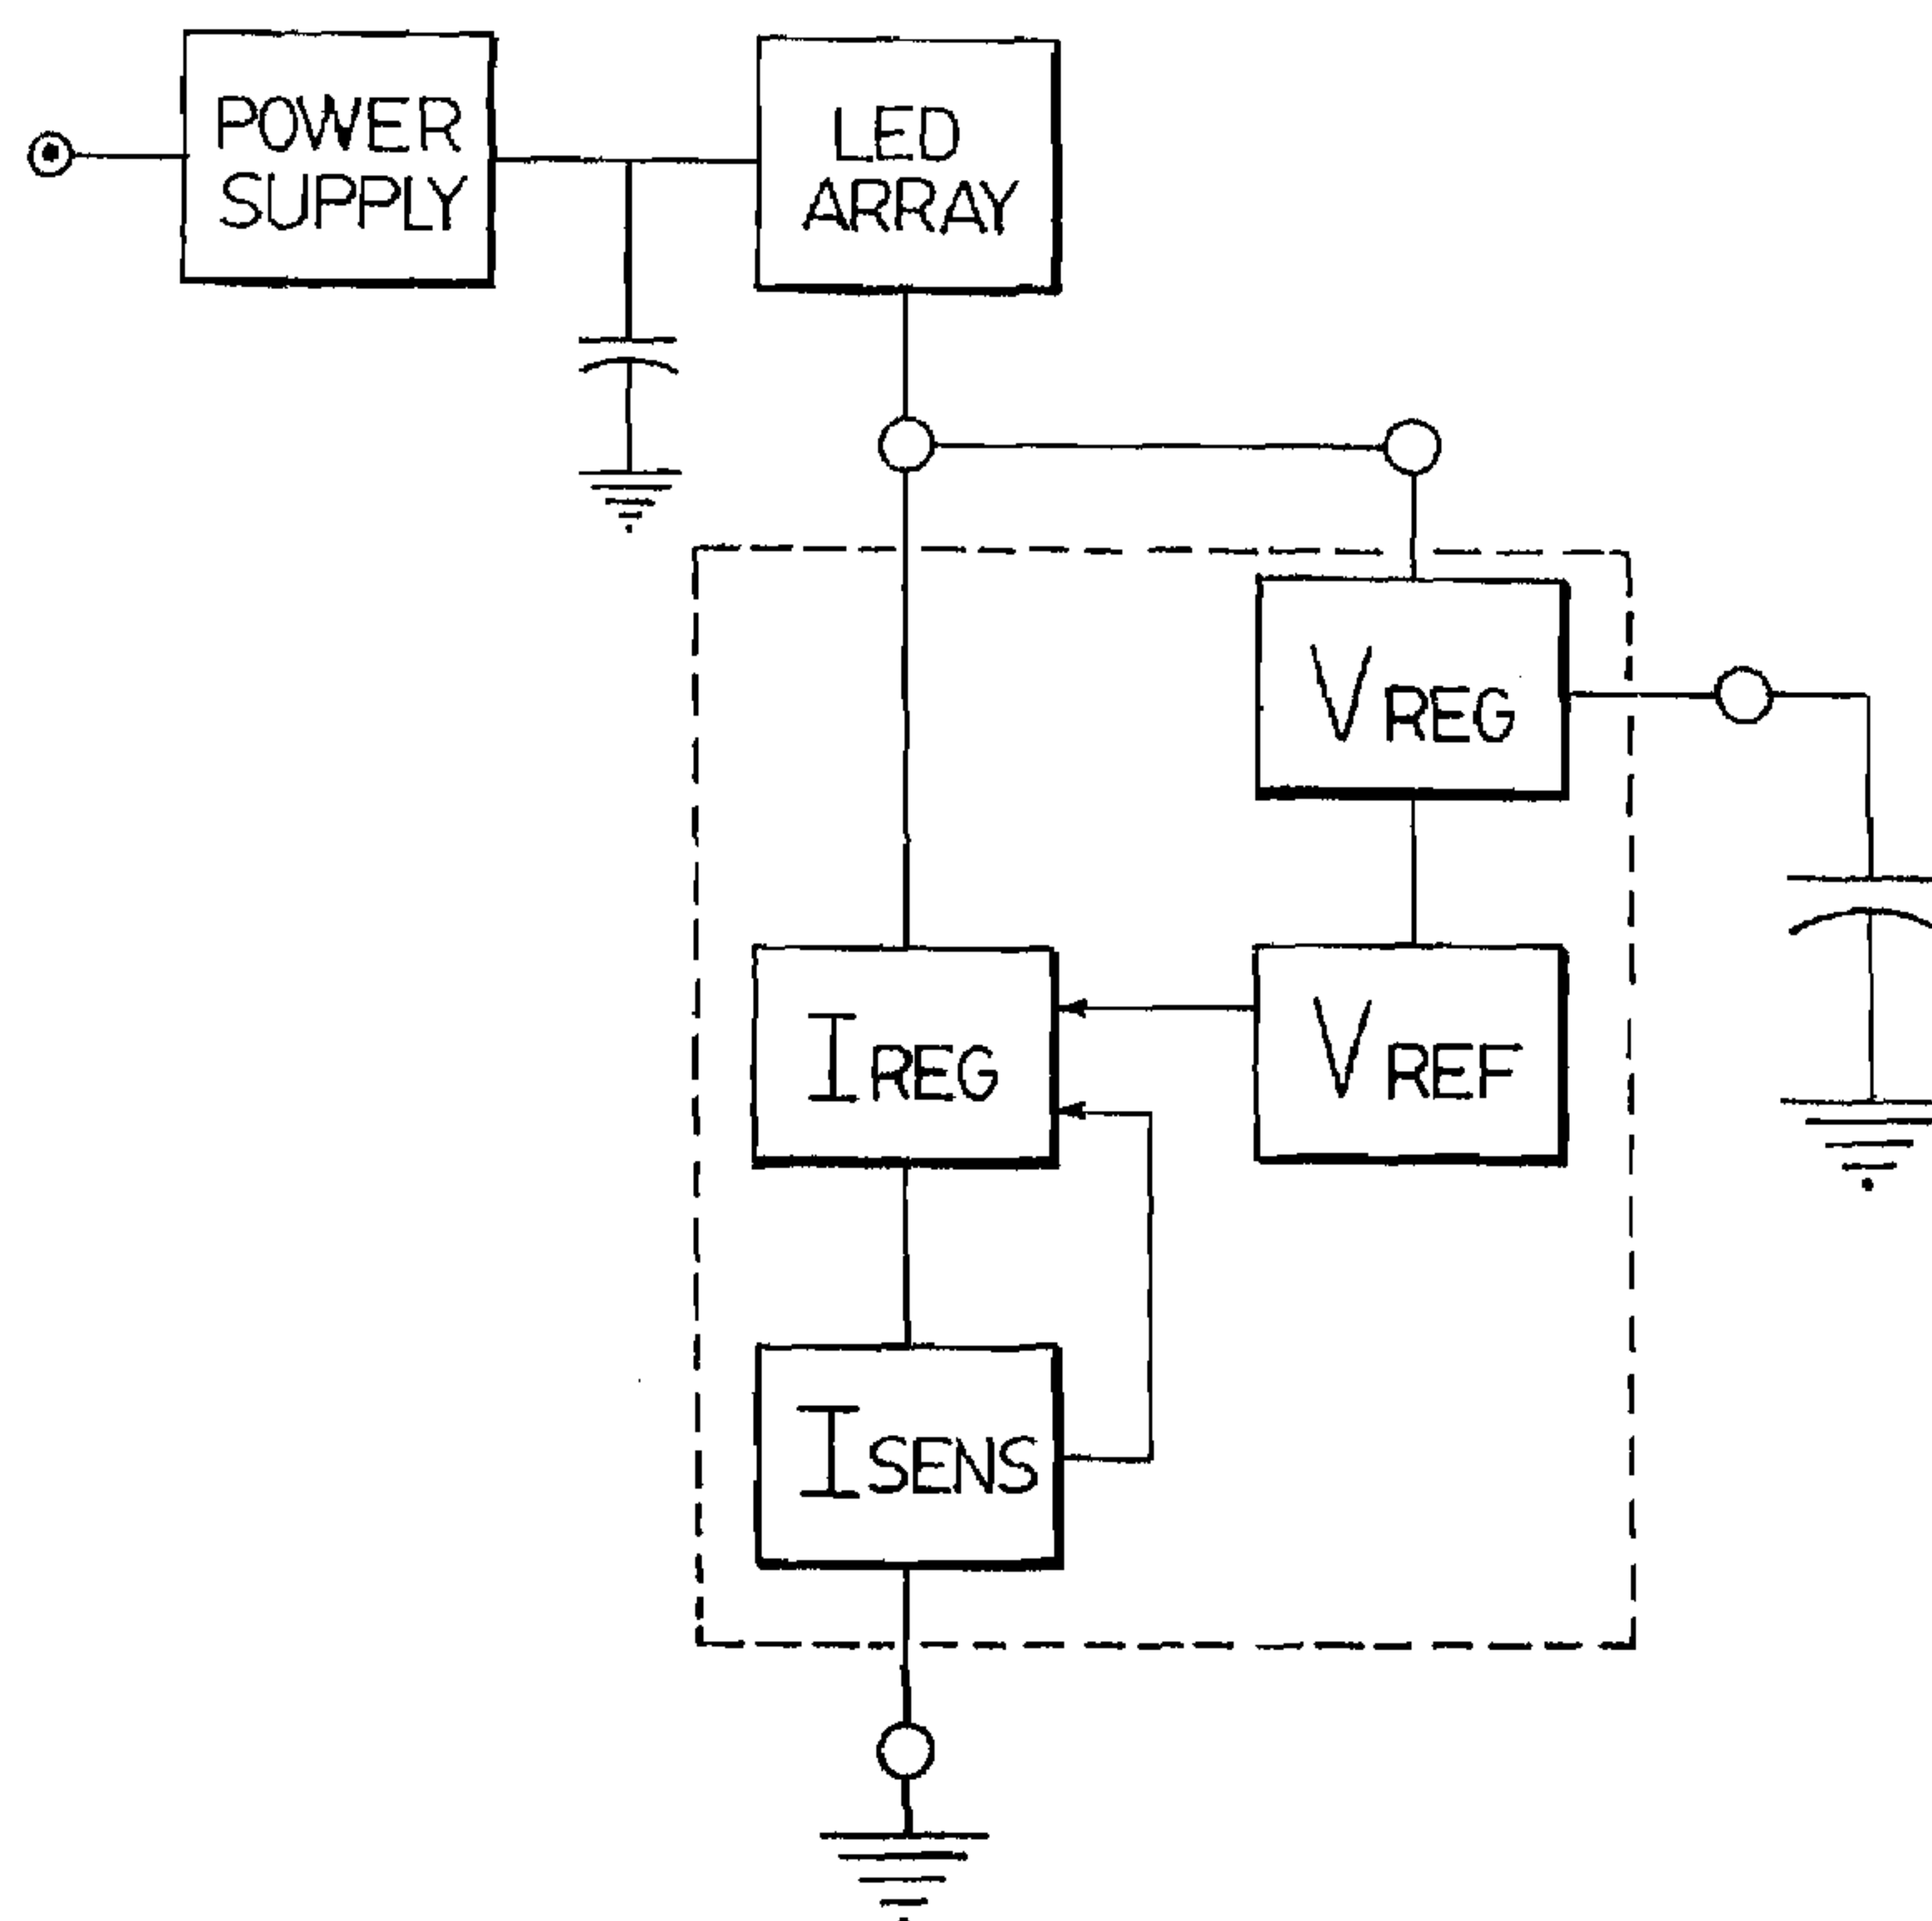 POWER
SUPPLY
LED
ARRAY
VREG
IREG
VREF
ISENS